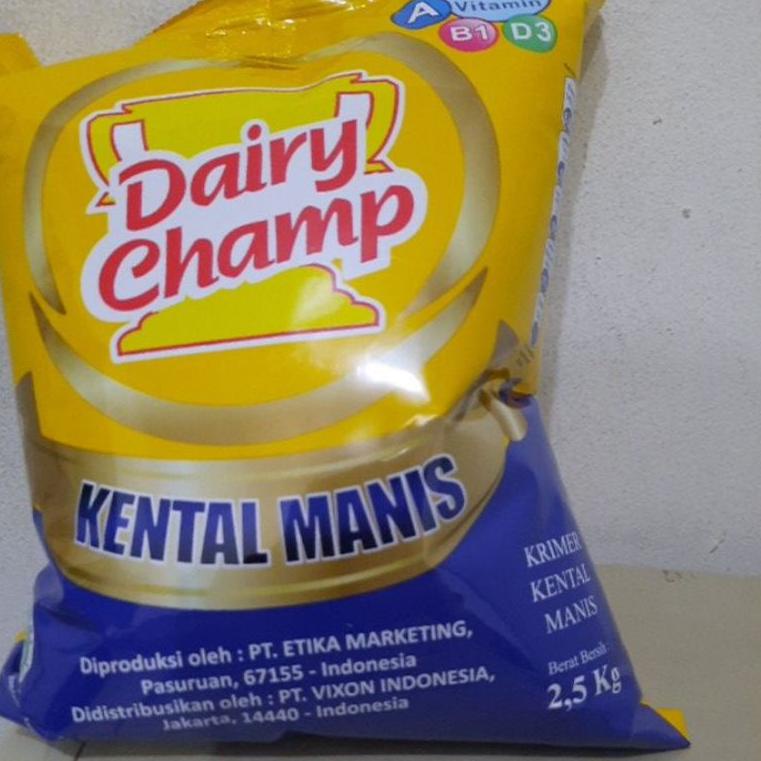 A Vitamin
B1 D3
Dairy
Champ
KENTAL MANIS
KRIMER
KENTAL
MANIS
Berat Bersih :
2,5 Kg
Diproduksi oleh : PT. ETIKA MARKETING,
Pasuruan, 67155 - Indonesia
Didistribusikan oleh : PT. VIXON INDONESIA,
Jakarta, 14440 - Indonesia